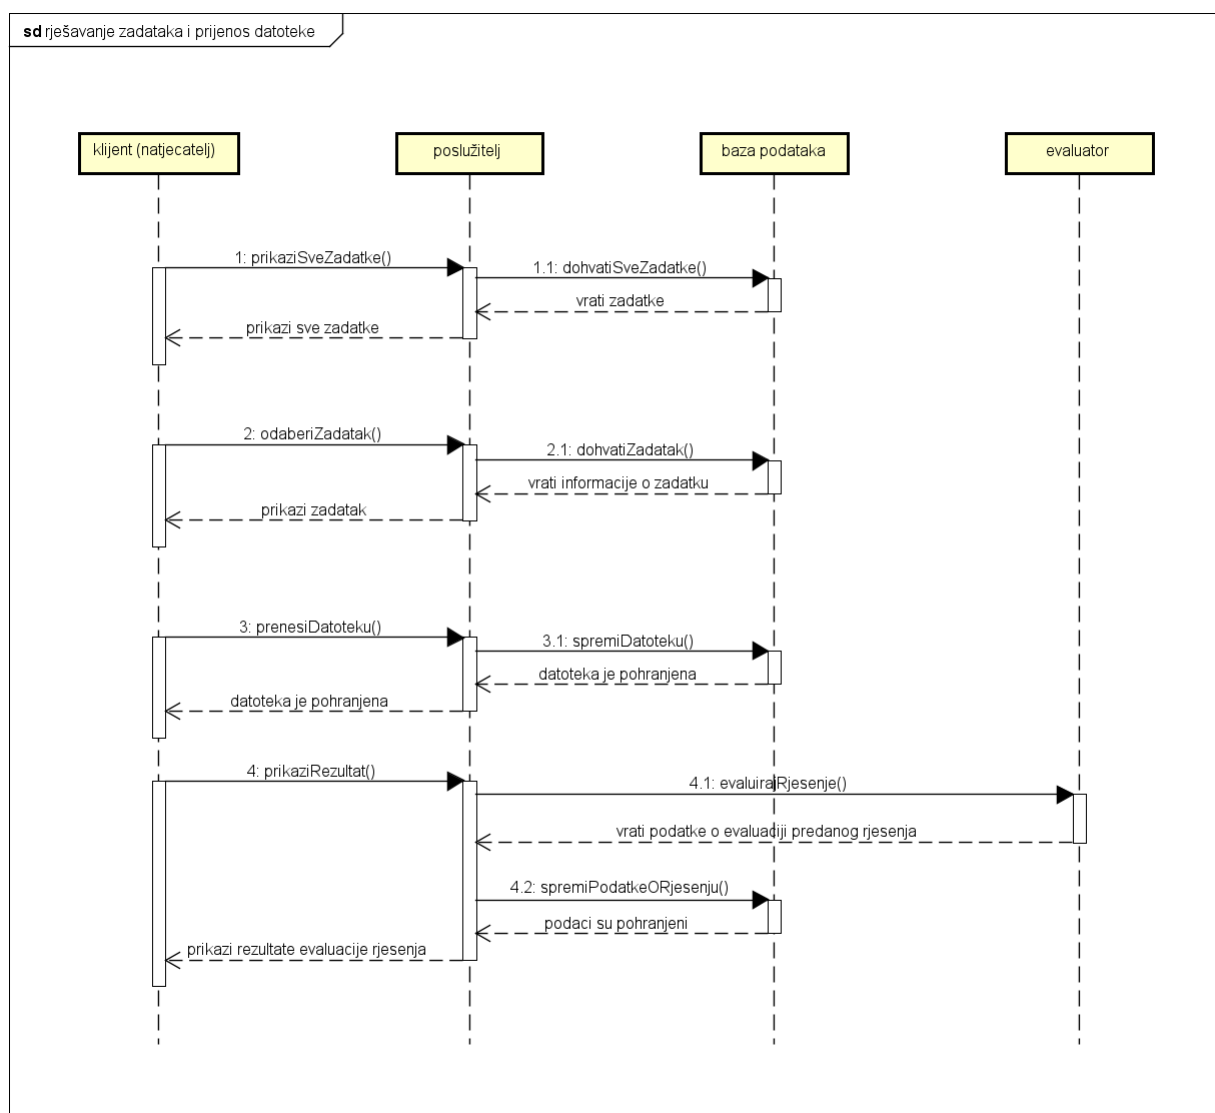 sd rješavanje zadataka i prijenos datoteke
klijent (natjecatelj)
poslužitelj
baza podataka
evaluator
1: prikaziSveZadatke()
1.1: dohvatiSveZadatke()
vrati zadatke
prikazi sve zadatke
2: odaberiZadatak()
2.1: dohvatiZadatak()
vrati informacije o zadatku
prikazi zadatak
3: prenesiDatoteku()
3.1: spremiDatoteku()
datoteka je pohranjena
datoteka je pohranjena
4: prikaziRezultat()
4.1: evaluirajRjesenje()
vrati podatke o evaluaciji predanog rjesenja
4.2: spremiPodatkeORjesenju()
podaci su pohranjeni
prikazi rezultate evaluacije rjesenja